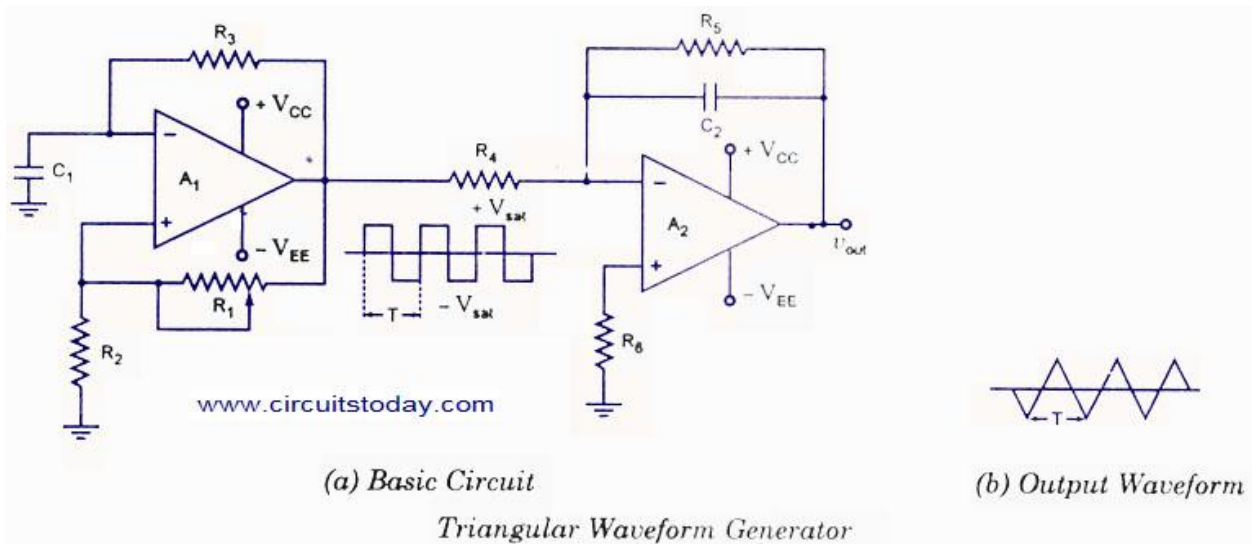 R3
R5
+ VCC
C2
C1
−
A1
+
− VEE
R1
R2
R4
+ Vsat
T
− Vsat
+ VCC
−
A2
+
− VEE
υout
R6
T
www.circuitstoday.com
(a) Basic Circuit
(b) Output Waveform
Triangular Waveform Generator